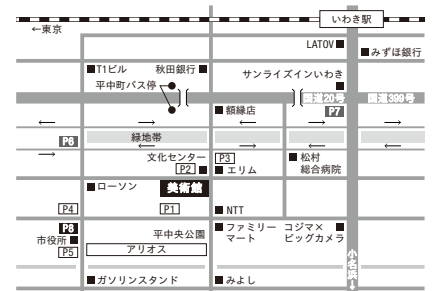 いわき駅
←東京
LATOV■
■みずほ銀行
■T1ビル
秋田銀行■
サンライズインいわき
■
平中町バス停
国道20号
国道399号
■額縁店
P7
←
→
P6
緑地帯
文化センター
P2■
P3
■エリム
■松村
総合病院
■ローソン
美術館
P4
P1
■NTT
P8
市役所■
P5
平中央公園
アリオス
■ファミリー
マート
コジマ×■
ビッグカメラ
小名浜→
■ガソリンスタンド
■みよし